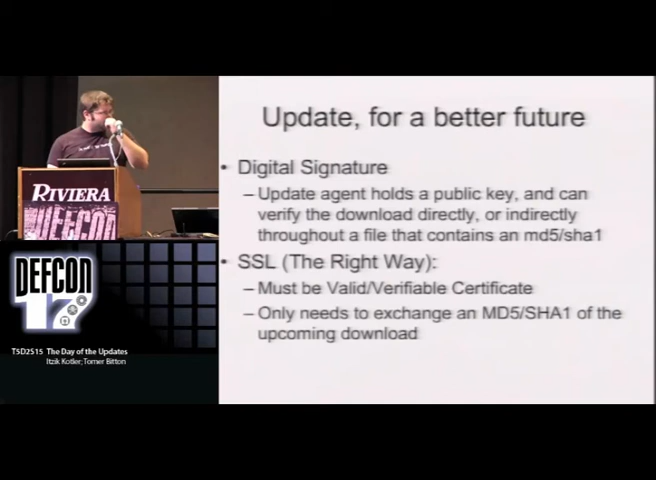 Update, for a better future
• Digital Signature
– Update agent holds a public key, and can
verify the download directly, or indirectly
throughout a file that contains an md5/sha1
• SSL (The Right Way):
– Must be Valid/Verifiable Certificate
– Only needs to exchange an MD5/SHA1 of the
upcoming download
RIVIERA
DEFCON
DEFCON
17
T5D2S15 The Day of the Updates
Itzik Kotler; Tomer Bitton